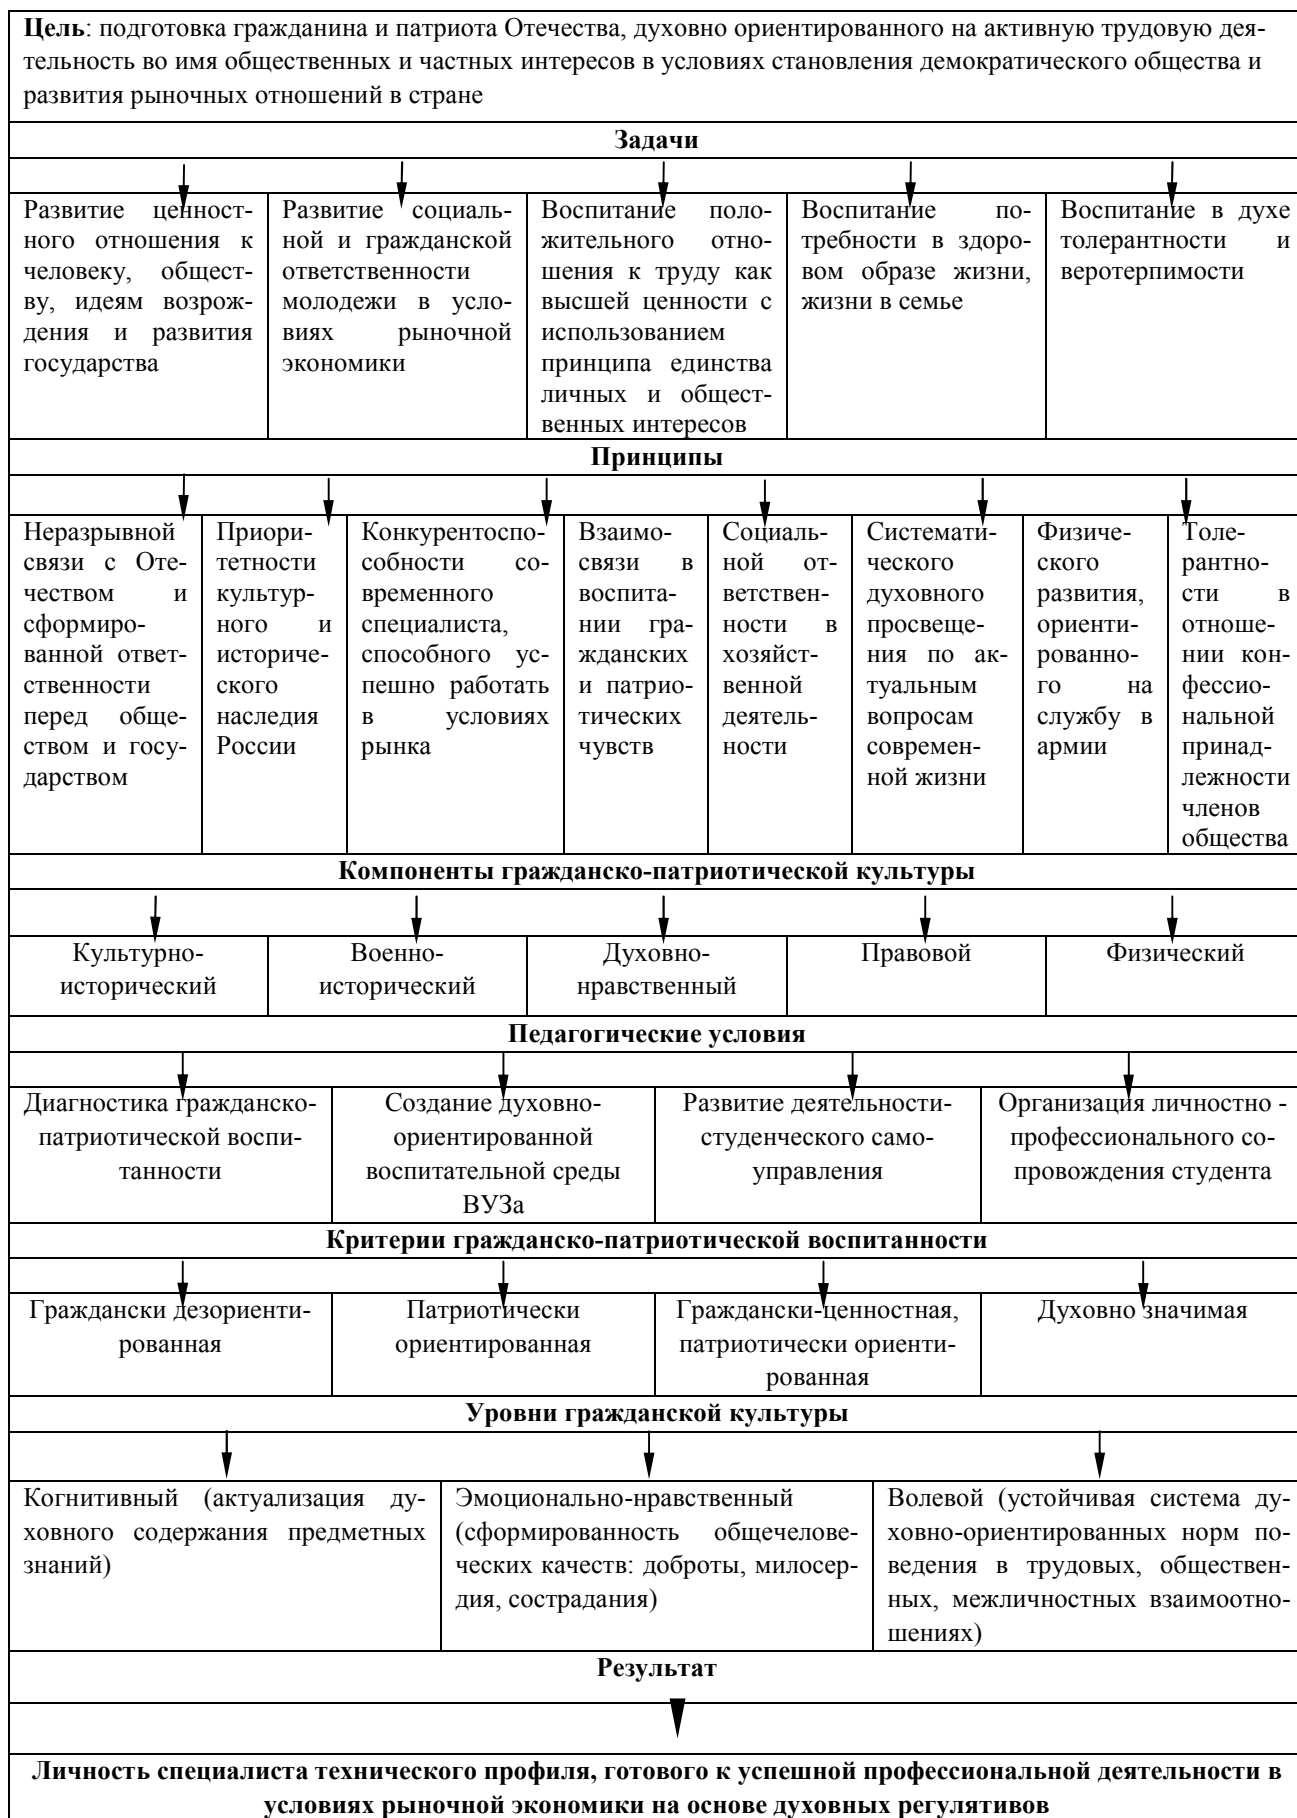 Цель: подготовка гражданина и патриота Отечества, духовно ориентированного на активную трудовую дея-
тельность во имя общественных и частных интересов в условиях становления демократического общества и
развития рыночных отношений в стране
Задачи
Развитие ценност-
ного отношения к
человеку, общест-
ву, идеям возрож-
дения и развития
государства
Развитие социаль-
ной и гражданской
ответственности
молодежи в усло-
виях рыночной
экономики
Воспитание поло-
жительного отно-
шения к труду как
высшей ценности с
использованием
принципа единства
личных и общест-
венных интересов
Воспитание по-
требности в здоро-
вом образе жизни,
жизни в семье
Воспитание в духе
толерантности и
веротерпимости
Принципы
Неразрывной
связи с Оте-
чеством и
сформиро-
ванной ответ-
ственности
перед обще-
ством и госу-
дарством
Приори-
тетности
культур-
ного и
историче-
ского
наследия
России
Конкурентоспо-
собности со-
временного
специалиста,
способного ус-
пешно работать
в условиях
рынка
Взаимо-
связи в
воспита-
нии гра-
жданских
и патрио-
тических
чувств
Социаль-
ной от-
ветствен-
ности в
хозяйст-
венной
деятель-
ности
Системати-
ческого
духовного
просвеще-
ния по ак-
туальным
вопросам
современ-
ной жизни
Физиче-
ского
развития,
ориенти-
рованно-
го на
службу в
армии
Толе-
рантно-
сти в
отноше-
нии кон-
фессио-
нальной
принад-
лежности
членов
общества
Компоненты гражданско-патриотической культуры
Культурно-
исторический
Военно-
исторический
Духовно-
нравственный
Правовой
Физический
Педагогические условия
Диагностика гражданско-
патриотической воспи-
танности
Создание духовно-
ориентированной
воспитательной среды
ВУЗа
Развитие деятельности-
студенческого само-
управления
Организация личностно -
профессионального со-
провождения студента
Критерии гражданско-патриотической воспитанности
Граждански дезориенти-
рованная
Патриотически
ориентированная
Граждански-ценностная,
патриотически ориенти-
рованная
Духовно значимая
Уровни гражданской культуры
Когнитивный (актуализация ду-
ховного содержания предметных
знаний)
Эмоционально-нравственный
(сформированность общечелове-
ческих качеств: доброты, милосер-
дия, сострадания)
Волевой (устойчивая система ду-
ховно-ориентированных норм по-
ведения в трудовых, обществен-
ных, межличностных взаимоотно-
шениях)
Результат
Личность специалиста технического профиля, готового к успешной профессиональной деятельности в
условиях рыночной экономики на основе духовных регулятивов